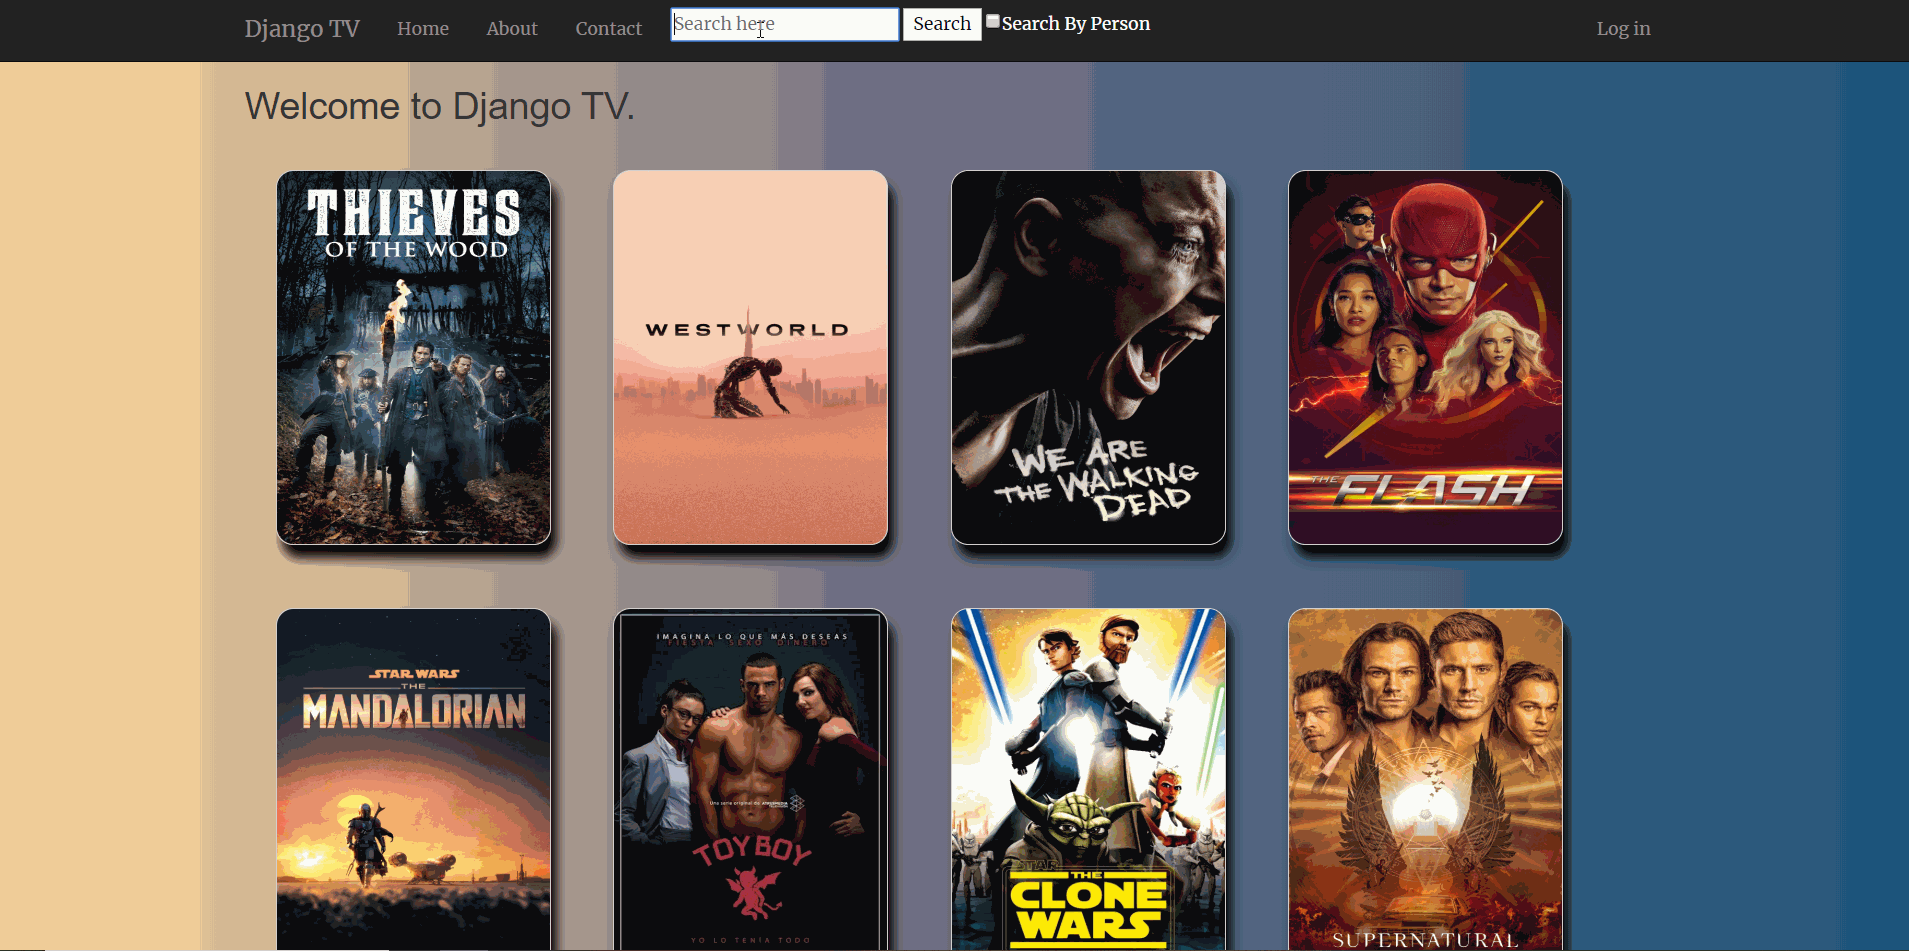 Django TV Home About Contact Search here Search Search By Person Log in
Welcome to Django TV.
THIEVES
OF THE WOOD
WESTWORLD
WE ARE
THE WALKING
DEAD
THE FLASH
STAR WARS
THE
MANDALORIAN
IMAGINA LO QUE MÁS DESEAS
FIESTA SEXO DINERO
Una serie original de ATRESMEDIA
TOY BOY
YO LO TENÍA TODO
STAR
THE
CLONE
WARS
SUPERNATURAL